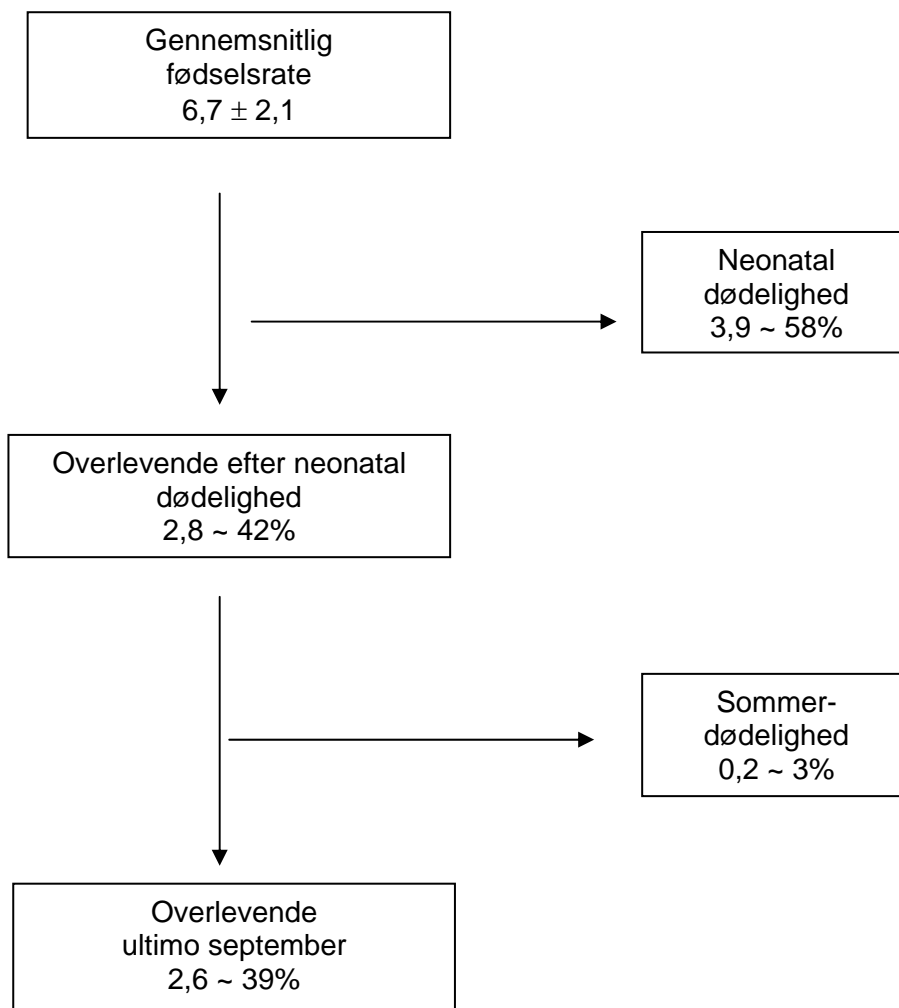 Gennemsnitlig
fødselsrate
6,7 ± 2,1
Neonatal
dødelighed
3,9 ~ 58%
Overlevende efter neonatal
dødelighed
2,8 ~ 42%
Sommer-
dødelighed
0,2 ~ 3%
Overlevende
ultimo september
2,6 ~ 39%